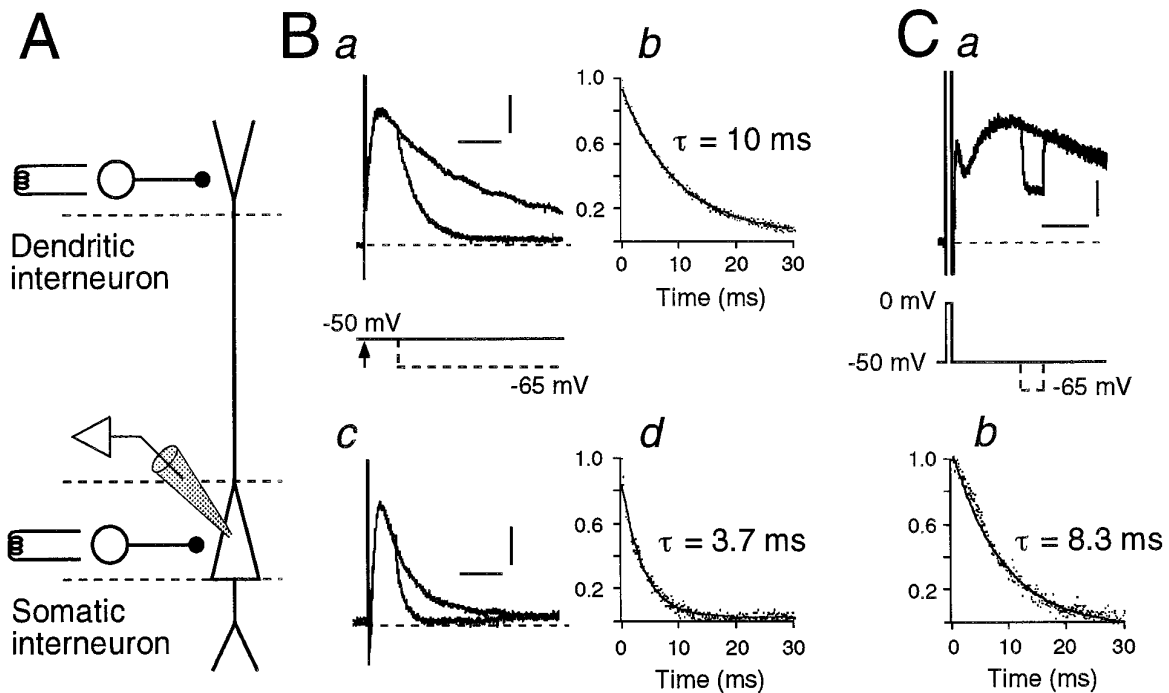 A
Dendritic
interneuron
Somatic
interneuron
B
a
-50 mV
-65 mV
b
1.0
0.6
0.2
τ = 10 ms
0 10 20 30
Time (ms)
c
d
1.0
0.6
0.2
τ = 3.7 ms
0 10 20 30
Time (ms)
C
a
0 mV
-50 mV
-65 mV
b
1.0
0.6
0.2
τ = 8.3 ms
0 10 20 30
Time (ms)